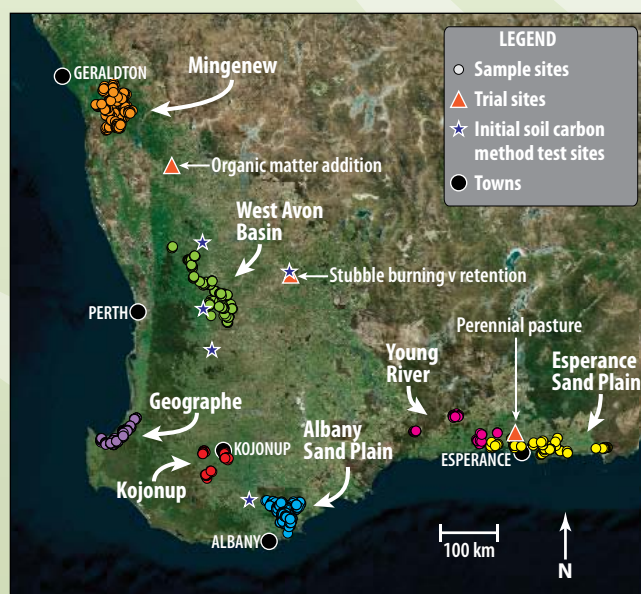 LEGEND
Sample sites
Trial sites
Initial soil carbon
method test sites
Towns
GERALDTON
Mingenew
Organic matter addition
West Avon
Basin
Stubble burning v retention
PERTH
Perennial pasture
Young
River
Esperance
Sand Plain
Geographe
Albany
Sand Plain
KOJONUP
Kojonup
ESPERANCE
ALBANY
100 km
N